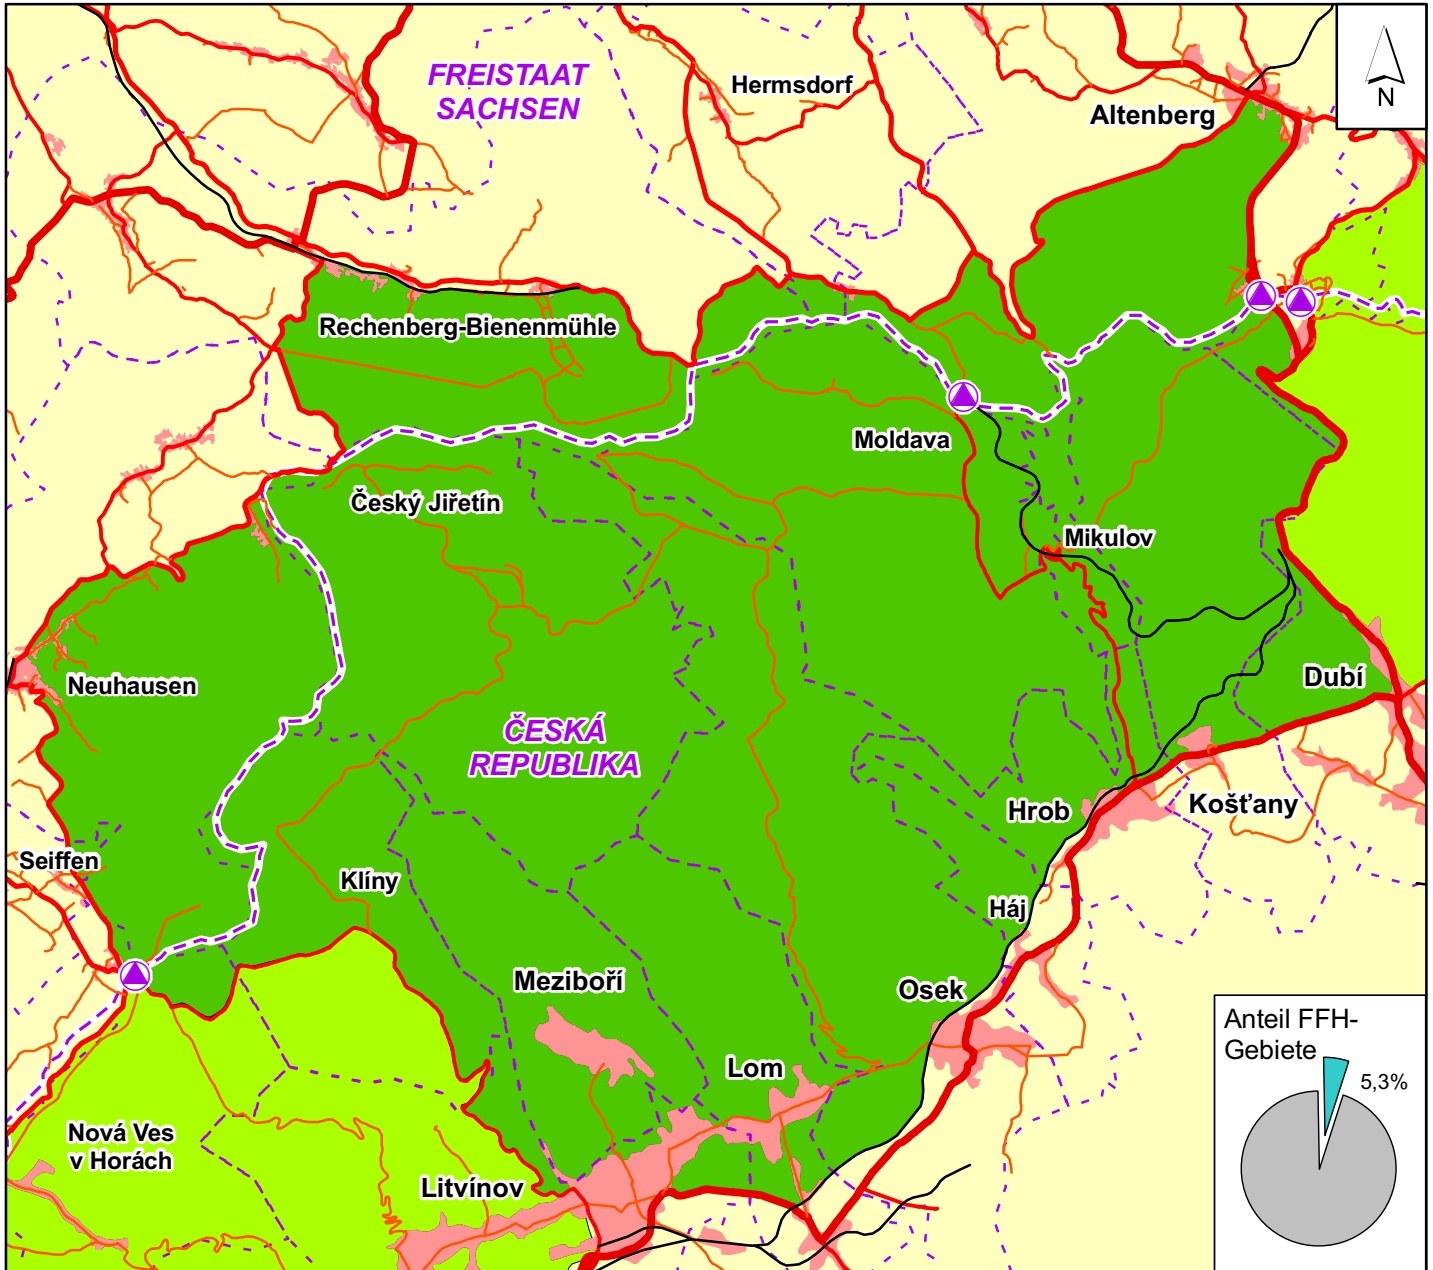 FREISTAAT
SACHSEN
Hermsdorf
Altenberg
N
Rechenberg-Bienenmühle
Moldava
Český Jiřetín
Mikulov
Neuhausen
Dubí
ČESKÁ
REPUBLIKA
Košťany
Hrob
Seiffen
Klíny
Háj
Meziboří
Osek
Lom
Anteil FFH-
Gebiete
5,3%
Nová Ves
v Horách
Litvínov